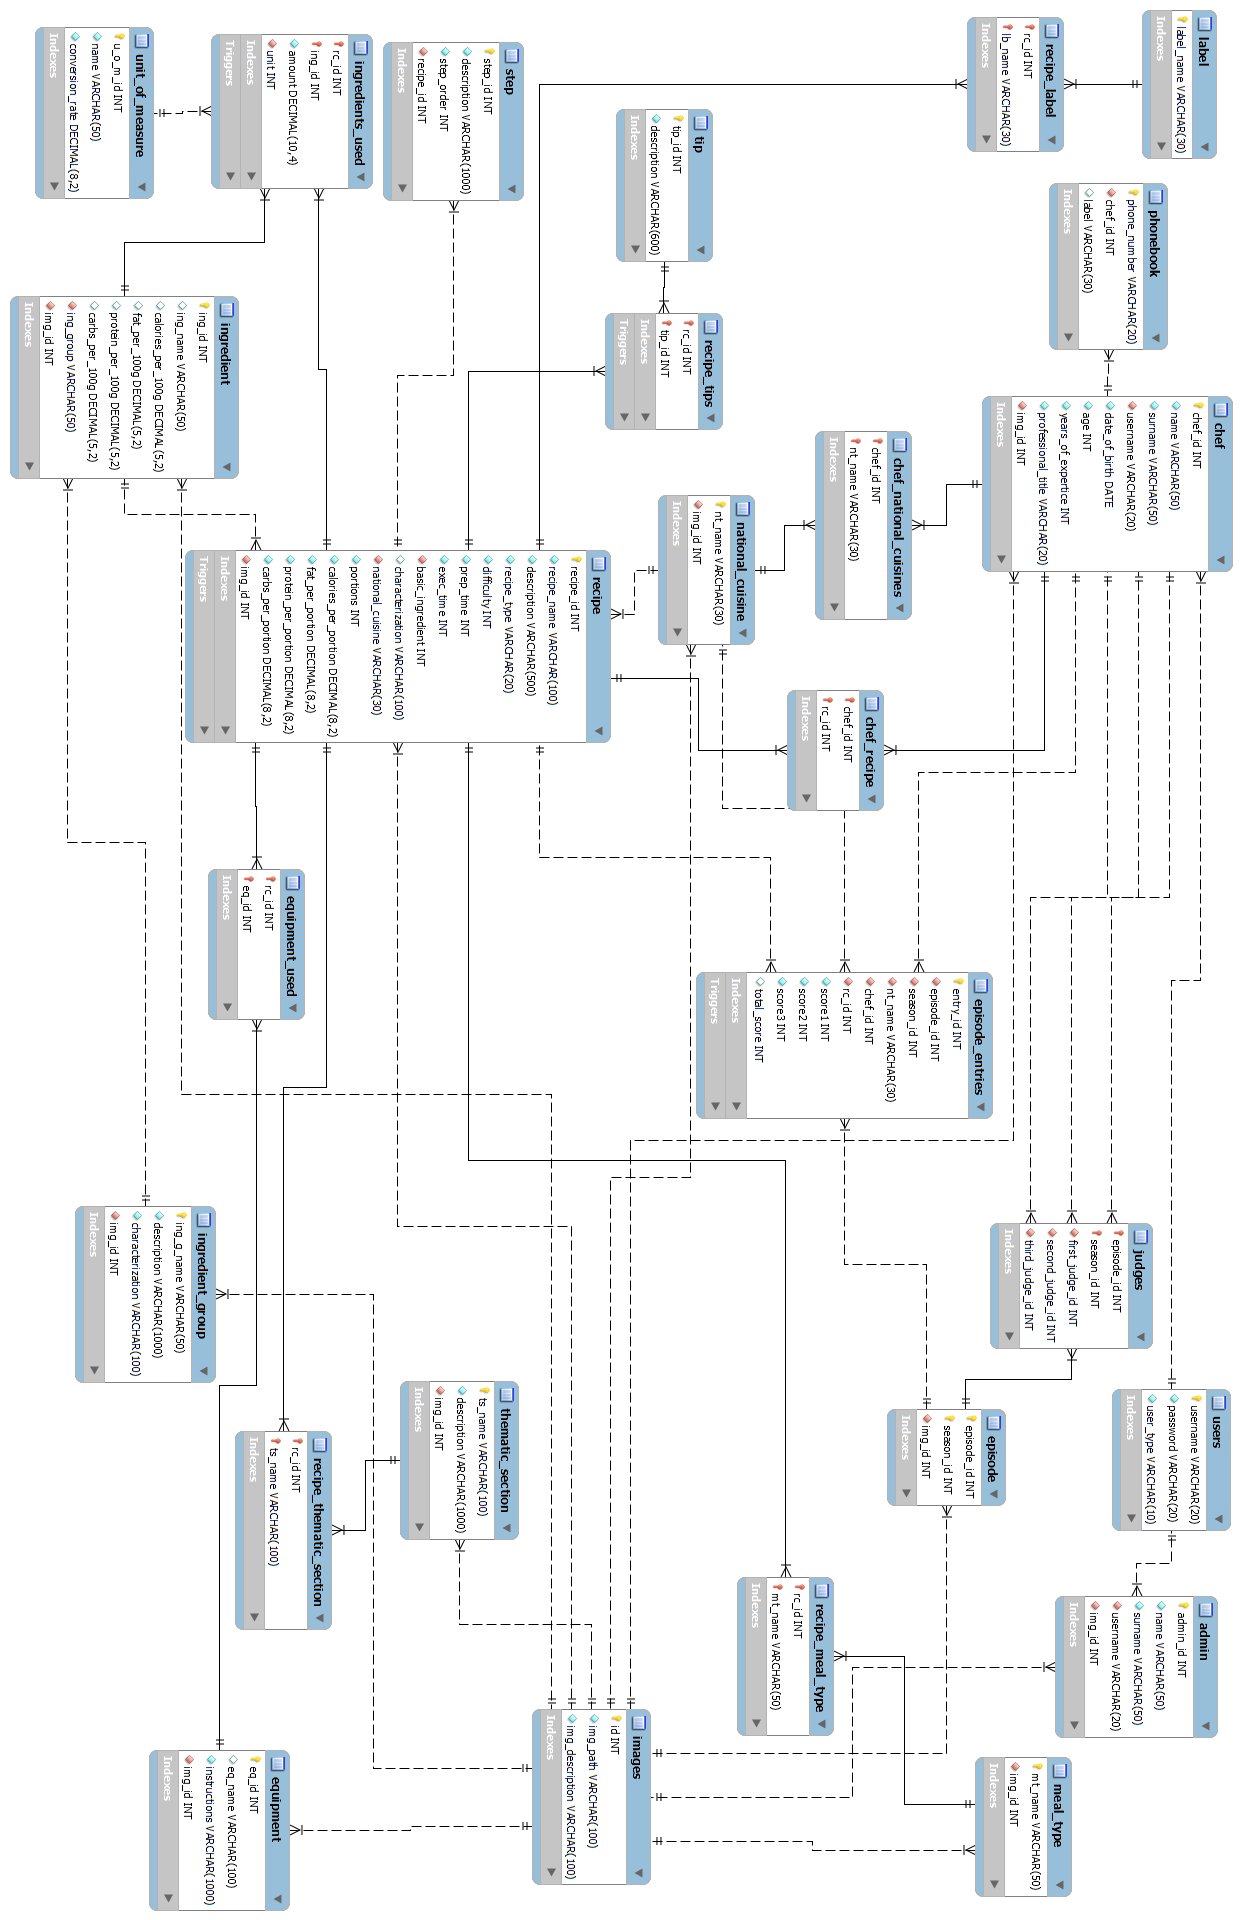 label
label_name VARCHAR(30)
Indexes
recipe_label
rc_id INT
lb_name VARCHAR(30)
Indexes
step
step_id INT
description VARCHAR(1000)
step_order INT
recipe_id INT
Indexes
ingredients_used
rc_id INT
ing_id INT
amount DECIMAL(10,4)
unit INT
Indexes
Triggers
unit_of_measure
u_o_m_id INT
name VARCHAR(50)
conversion_rate DECIMAL(8,2)
Indexes
tip
tip_id INT
description VARCHAR(600)
Indexes
phonebook
phone_number VARCHAR(20)
chef_id INT
label VARCHAR(30)
Indexes
recipe_tips
rc_id INT
tip_id INT
Indexes
Triggers
ingredient
ing_id INT
ing_name VARCHAR(50)
calories_per_100g DECIMAL(5,2)
fat_per_100g DECIMAL(5,2)
protein_per_100g DECIMAL(5,2)
carbs_per_100g DECIMAL(5,2)
ing_group VARCHAR(50)
img_id INT
Indexes
chef
chef_id INT
name VARCHAR(50)
surname VARCHAR(50)
username VARCHAR(20)
date_of_birth DATE
age INT
years_of_expertice INT
professional_title VARCHAR(20)
img_id INT
Indexes
chef_national_cuisines
chef_id INT
nt_name VARCHAR(30)
Indexes
national_cuisine
nt_name VARCHAR(30)
img_id INT
Indexes
recipe
recipe_id INT
recipe_name VARCHAR(100)
description VARCHAR(500)
recipe_type VARCHAR(20)
difficulty INT
prep_time INT
exec_time INT
basic_ingredient INT
characterization VARCHAR(100)
national_cuisine VARCHAR(30)
portions INT
calories_per_portion DECIMAL(8,2)
fat_per_portion DECIMAL(8,2)
protein_per_portion DECIMAL(8,2)
carbs_per_portion DECIMAL(8,2)
img_id INT
Indexes
Triggers
chef_recipe
chef_id INT
rc_id INT
Indexes
equipment_used
rc_id INT
eq_id INT
Indexes
episode_entries
entry_id INT
episode_id INT
season_id INT
nt_name VARCHAR(30)
chef_id INT
rc_id INT
score1 INT
score2 INT
score3 INT
total_score INT
Indexes
Triggers
judges
episode_id INT
season_id INT
first_judge_id INT
second_judge_id INT
third_judge_id INT
Indexes
ingredient_group
ing_g_name VARCHAR(50)
description VARCHAR(1000)
characterization VARCHAR(100)
img_id INT
Indexes
users
username VARCHAR(20)
password VARCHAR(20)
user_type VARCHAR(10)
Indexes
episode
episode_id INT
season_id INT
img_id INT
Indexes
thematic_section
ts_name VARCHAR(100)
description VARCHAR(1000)
img_id INT
Indexes
recipe_thematic_section
rc_id INT
ts_name VARCHAR(100)
Indexes
admin
admin_id INT
name VARCHAR(50)
surname VARCHAR(50)
username VARCHAR(20)
img_id INT
Indexes
recipe_meal_type
rc_id INT
mt_name VARCHAR(50)
Indexes
images
id INT
img_path VARCHAR(100)
img_description VARCHAR(100)
Indexes
meal_type
mt_name VARCHAR(50)
img_id INT
Indexes
equipment
eq_id INT
eq_name VARCHAR(100)
instructions VARCHAR(1000)
img_id INT
Indexes